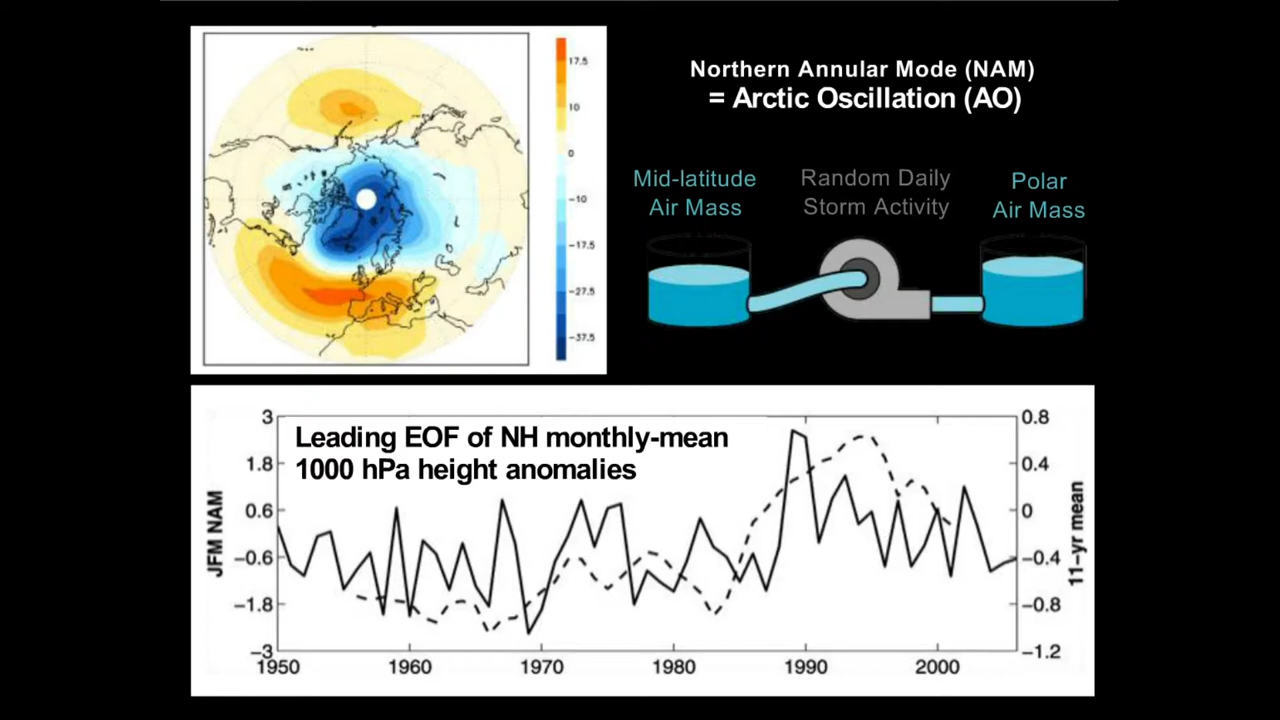 17.5
10
0
−10
−17.5
−27.5
−37.5
Northern Annular Mode (NAM)
= Arctic Oscillation (AO)
Mid-latitude
Air Mass
Random Daily
Storm Activity
Polar
Air Mass
Leading EOF of NH monthly-mean
1000 hPa height anomalies
JFM NAM
3
1.8
0.6
−0.6
−1.8
−3
1950
1960
1970
1980
1990
2000
0.8
0.4
0
−0.4
−0.8
−1.2
11−yr mean